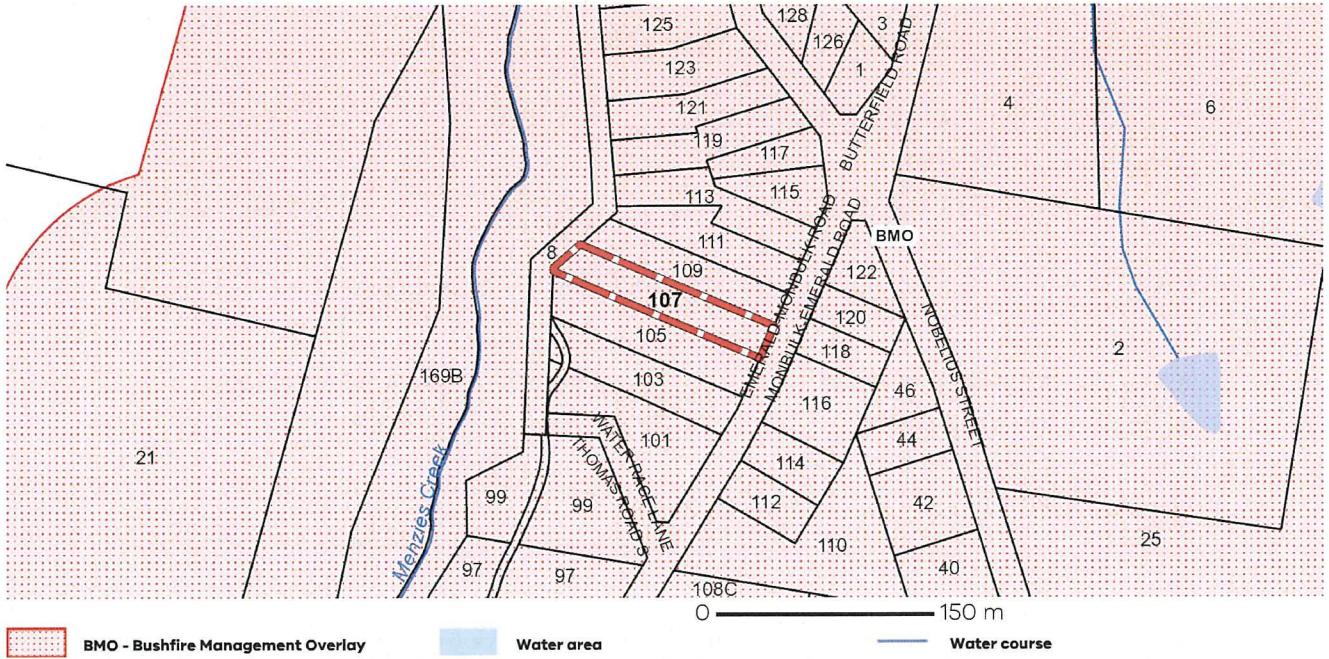 125
128
126
3
123
1
121
119
117
BUTTERFIELD ROAD
4
6
113
115
111
EMERALD-MONBULK ROAD
MONBULK-EMERALD ROAD
BMO
8
109
107
122
105
120
118
NOBELIUS STREET
2
169B
103
116
46
WATER RACE LANE
THOMAS ROAD S
101
44
21
Menzies Creek
99
99
114
112
42
110
25
97
97
108C
40
0
150 m
BMO - Bushfire Management Overlay
Water area
Water course